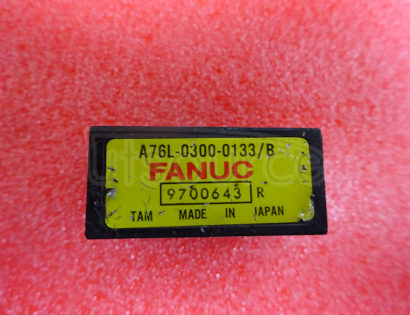 A76L-0300-0133/B
FANUC
9700643 R
TAM MADE IN JAPAN